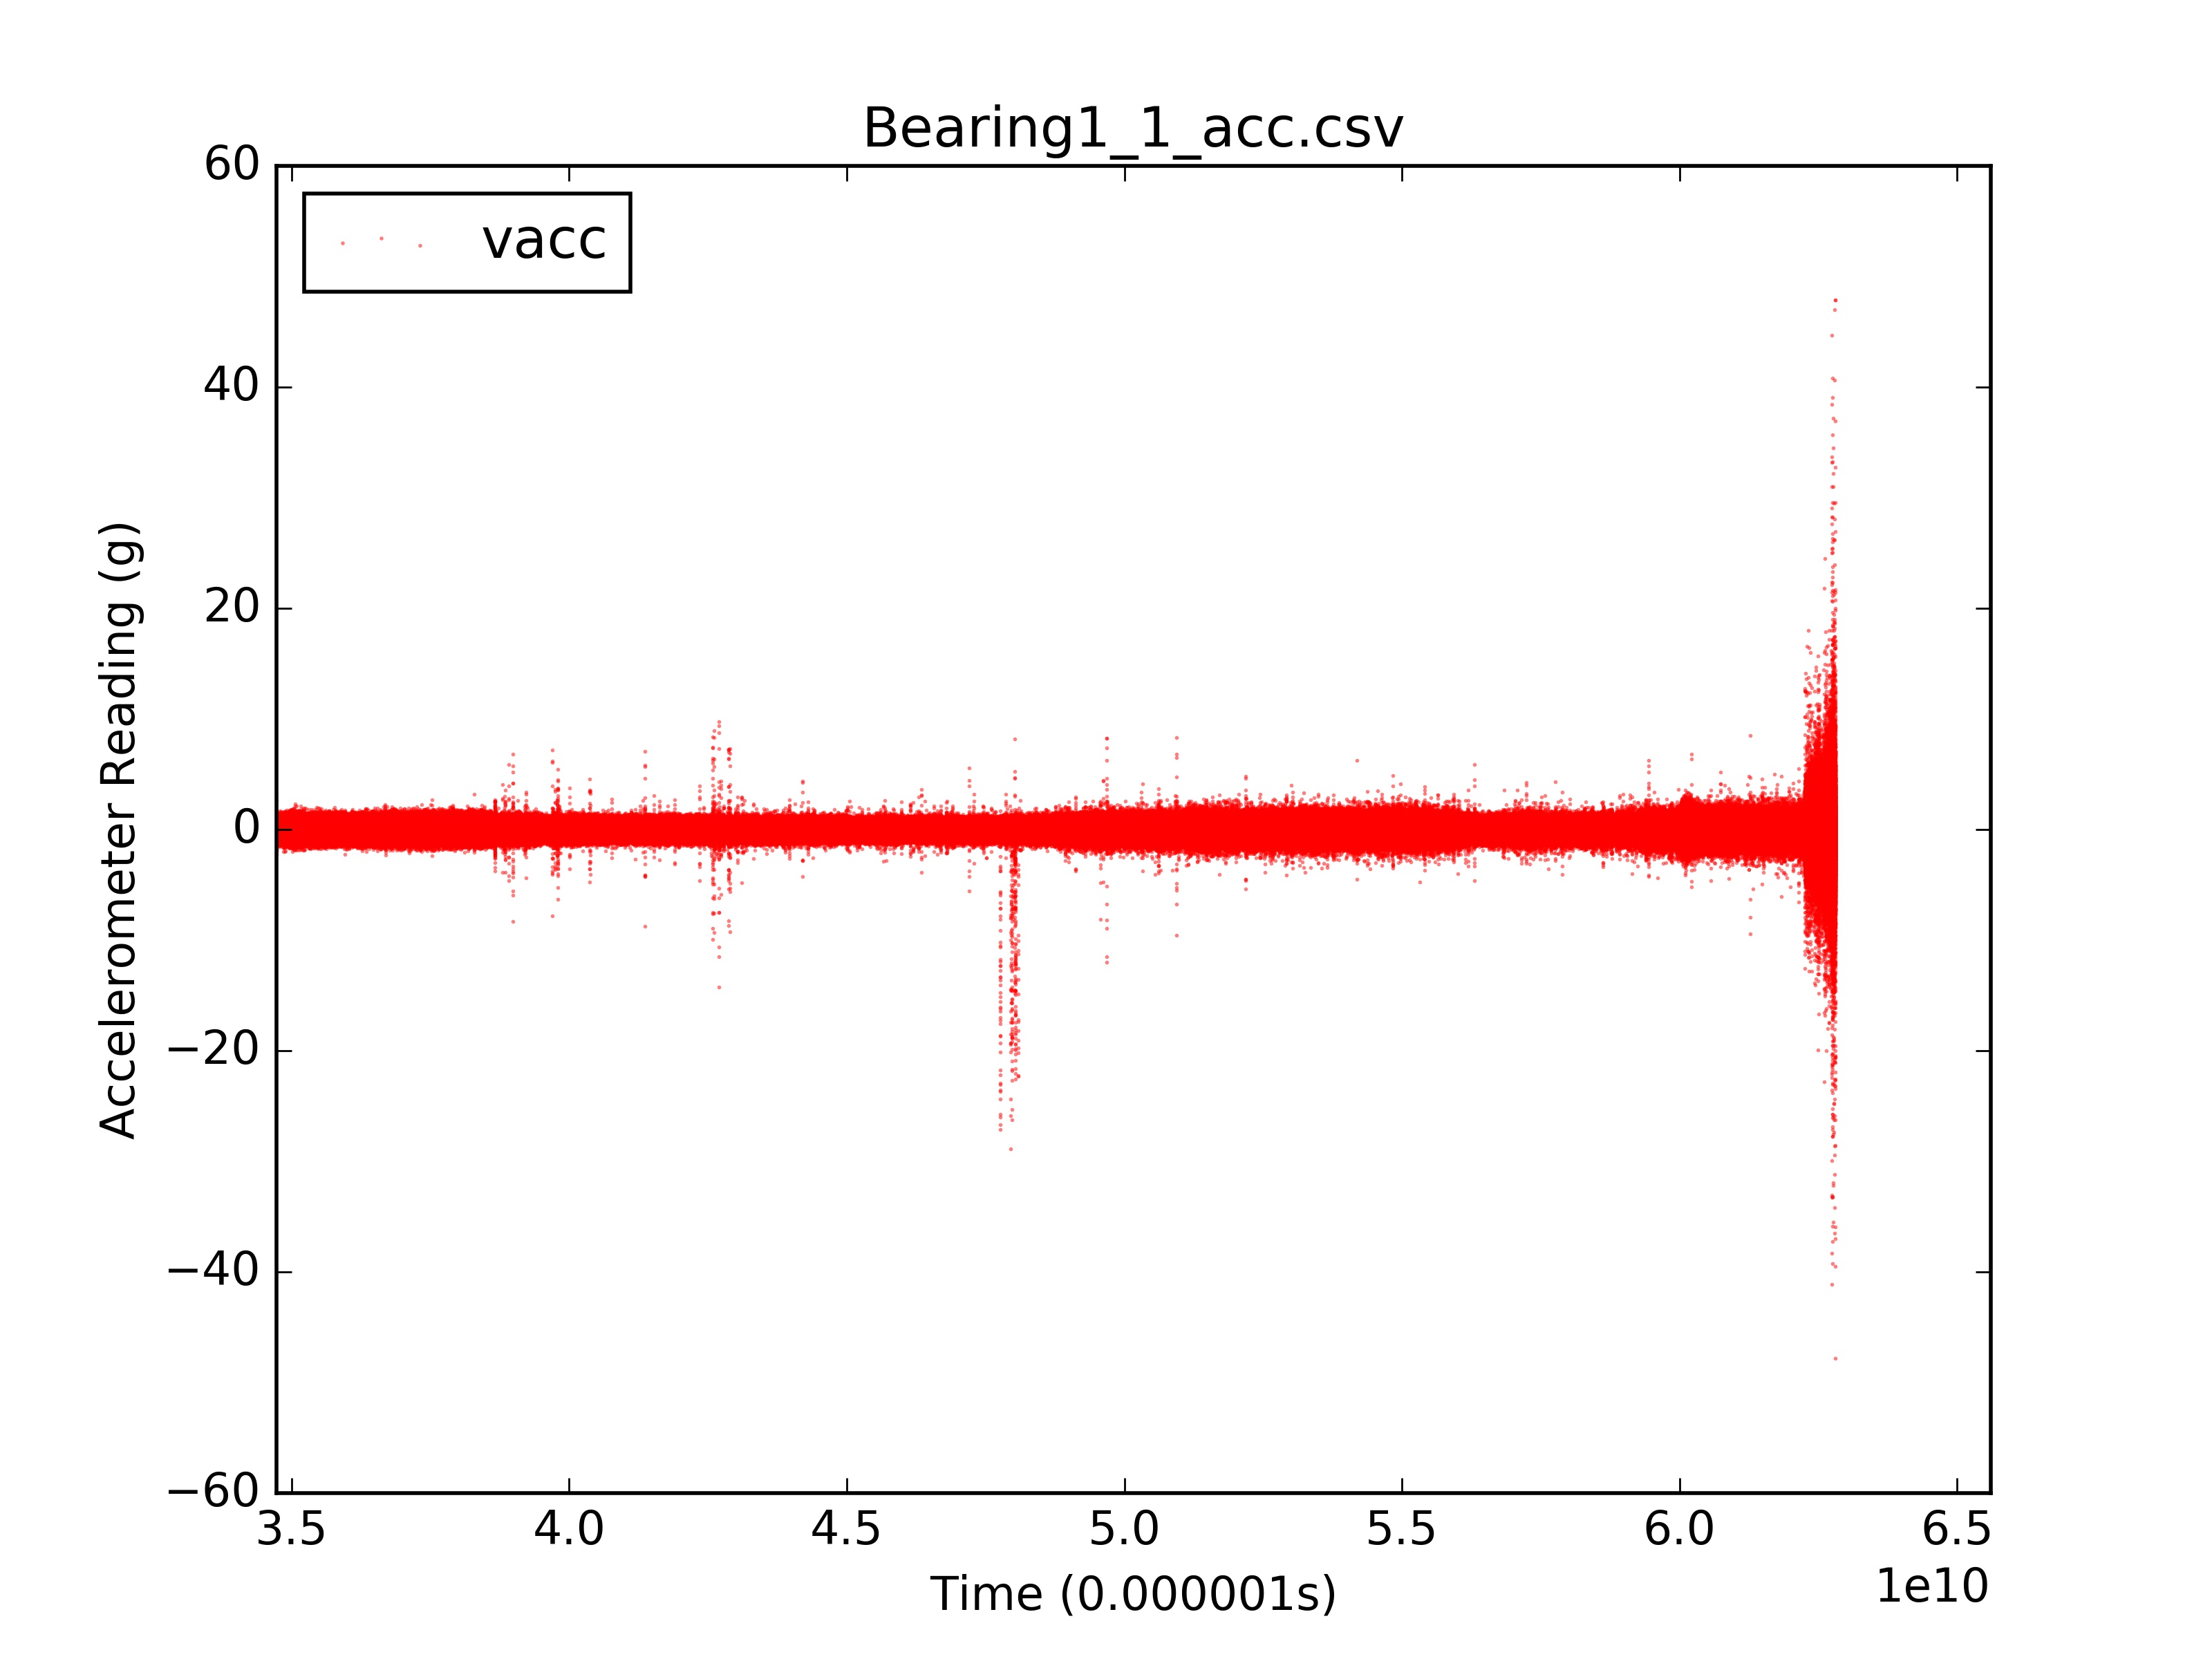 Bearing1_1_acc.csv
vacc
60
40
20
0
−20
−40
−60
Accelerometer Reading (g)
3.5 4.0 4.5 5.0 5.5 6.0 6.5
1e10
Time (0.000001s)